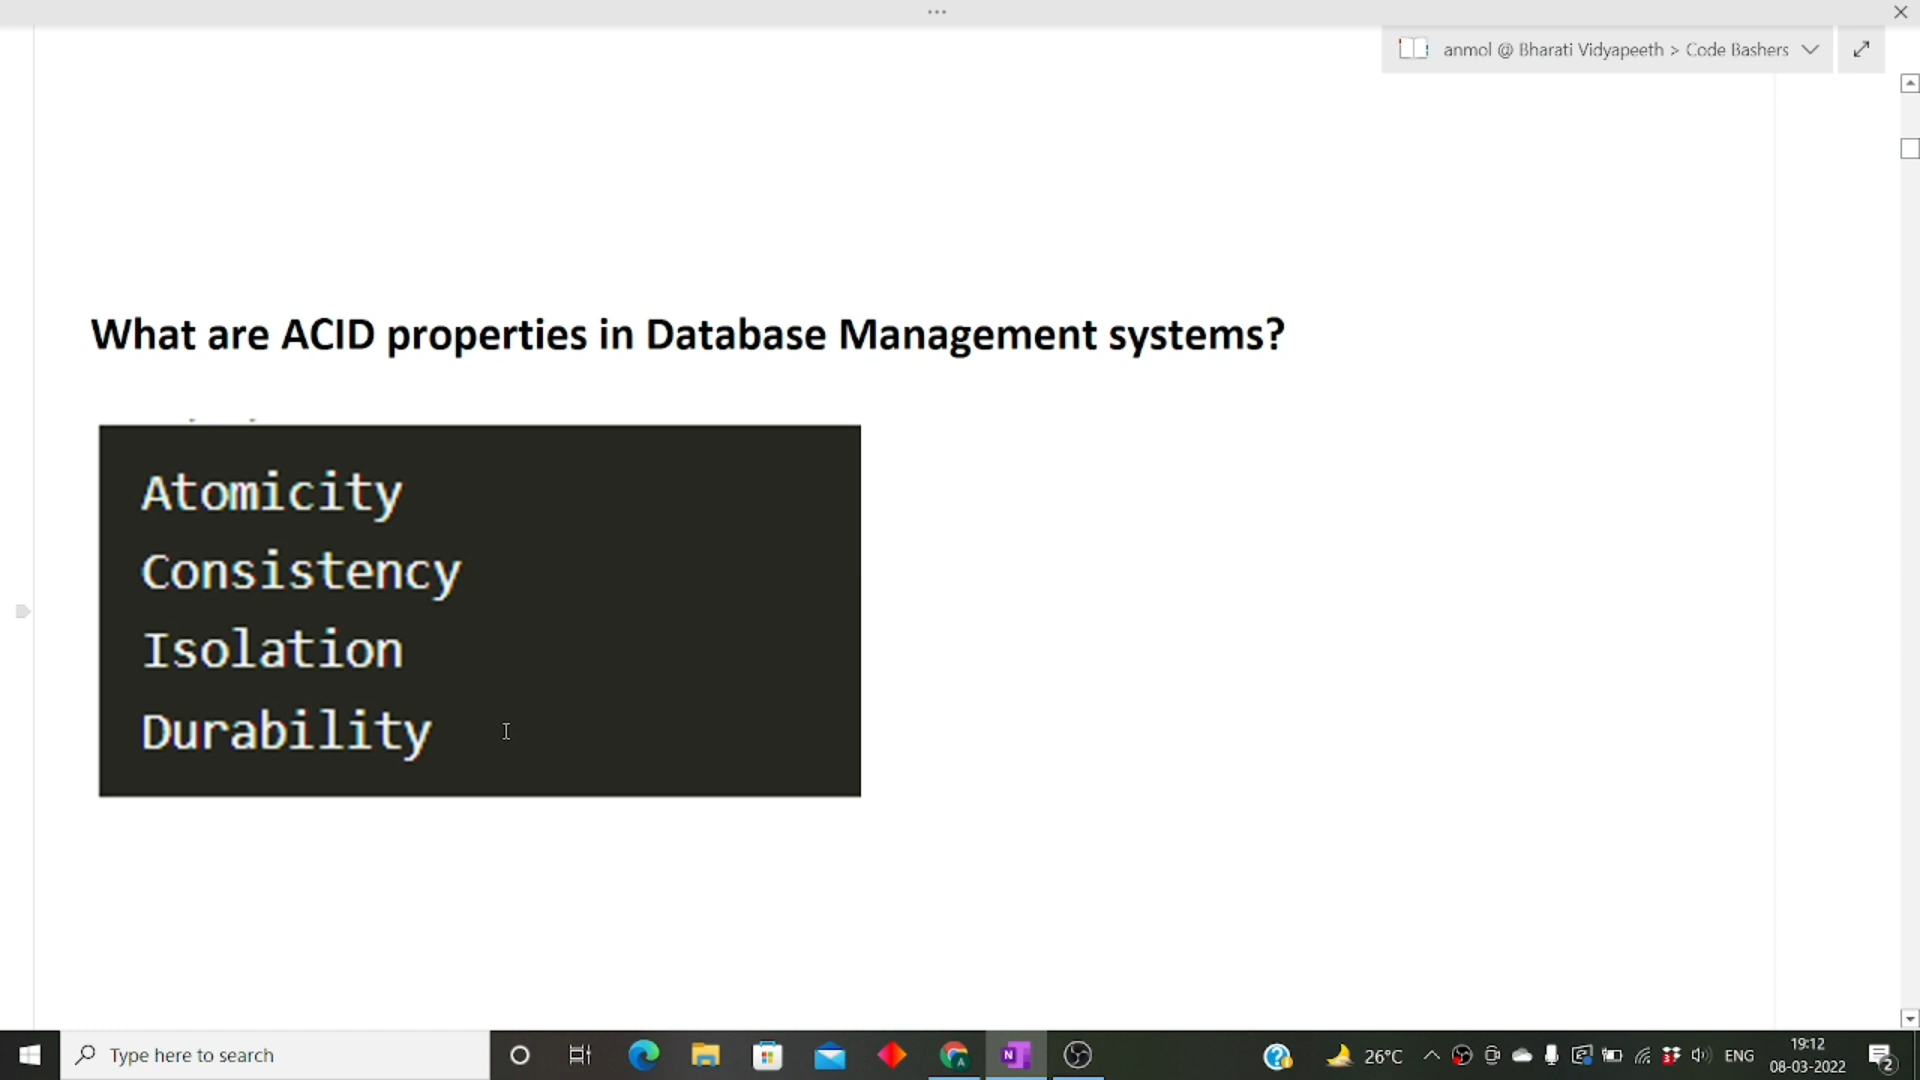 anmol @ Bharati Vidyapeeth > Code Bashers
What are ACID properties in Database Management systems?
Atomicity
Consistency
Isolation
Durability
Type here to search
26°C
ENG
19:12
08-03-2022
2